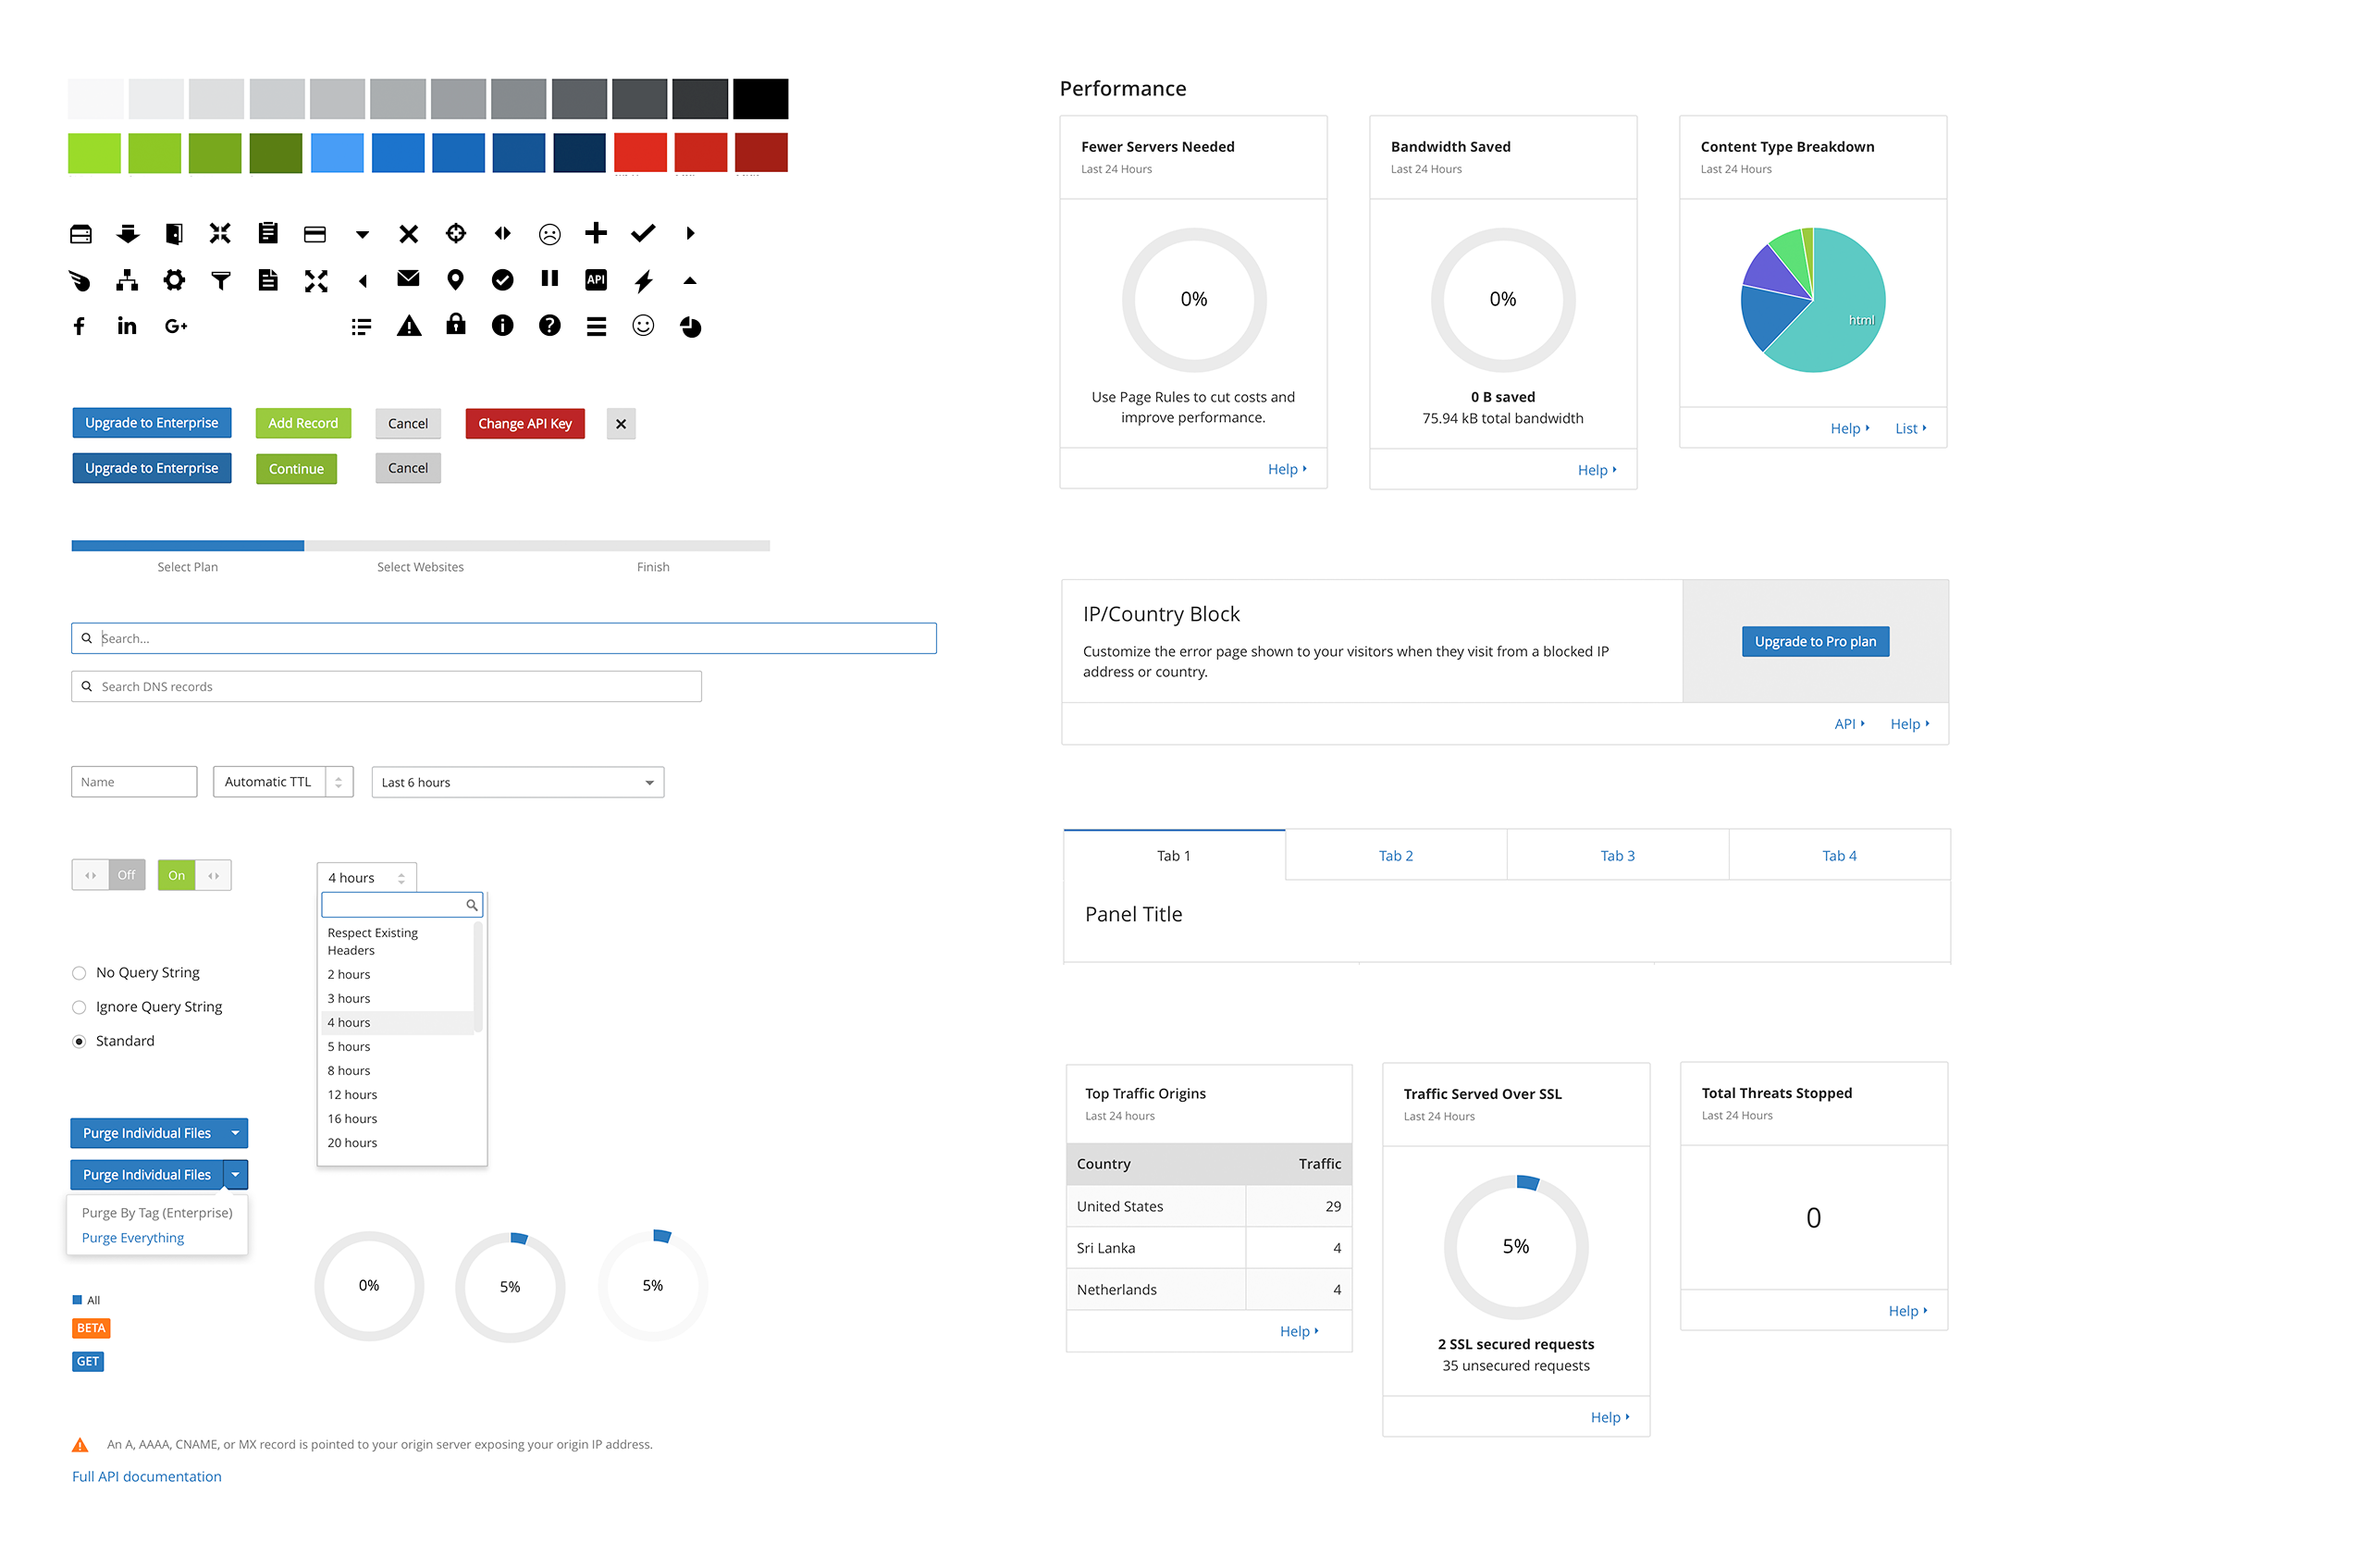 API
Upgrade to Enterprise
Add Record
Cancel
Change API Key
Upgrade to Enterprise
Continue
Cancel
Select Plan
Select Websites
Finish
Search...
Search DNS records
Name
Automatic TTL
Last 6 hours
Off
On
4 hours
Respect Existing
Headers
2 hours
3 hours
4 hours
5 hours
8 hours
12 hours
16 hours
20 hours
No Query String
Ignore Query String
Standard
Purge Individual Files
Purge Individual Files
Purge By Tag (Enterprise)
Purge Everything
0%
5%
5%
All
BETA
GET
An A, AAAA, CNAME, or MX record is pointed to your origin server exposing your origin IP address.
Full API documentation
Performance
Fewer Servers Needed
Last 24 Hours
0%
Use Page Rules to cut costs and
improve performance.
Help
Bandwidth Saved
Last 24 Hours
0%
0 B saved
75.94 kB total bandwidth
Help
Content Type Breakdown
Last 24 Hours
html
Help
List
IP/Country Block
Customize the error page shown to your visitors when they visit from a blocked IP
address or country.
Upgrade to Pro plan
API
Help
Tab 1
Tab 2
Tab 3
Tab 4
Panel Title
Top Traffic Origins
Last 24 hours
Country Traffic
United States 29
Sri Lanka 4
Netherlands 4
Help
Traffic Served Over SSL
Last 24 Hours
5%
2 SSL secured requests
35 unsecured requests
Help
Total Threats Stopped
Last 24 Hours
0
Help